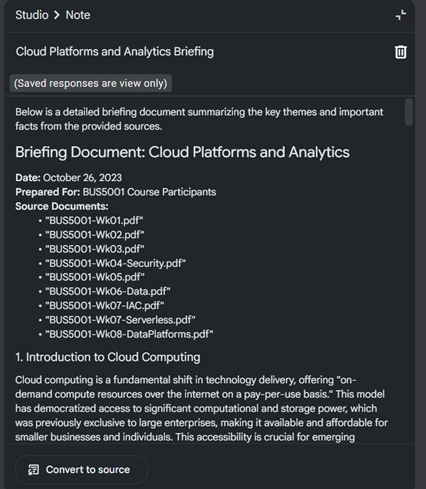 Studio > Note
Cloud Platforms and Analytics Briefing
(Saved responses are view only)
Below is a detailed briefing document summarizing the key themes and important
facts from the provided sources.
Briefing Document: Cloud Platforms and Analytics
Date: October 26, 2023
Prepared For: BUS5001 Course Participants
Source Documents:
• "BUS5001-Wk01.pdf"
• "BUS5001-Wk02.pdf"
• "BUS5001-Wk03.pdf"
• "BUS5001-Wk04-Security.pdf"
• "BUS5001-Wk05.pdf"
• "BUS5001-Wk06-Data.pdf"
• "BUS5001-Wk07-IAC.pdf"
• "BUS5001-Wk07-Serverless.pdf"
• "BUS5001-Wk08-DataPlatforms.pdf"
1. Introduction to Cloud Computing
Cloud computing is a fundamental shift in technology delivery, offering "on-
demand compute resources over the internet on a pay-per-use basis." This model
has democratized access to significant computational and storage power, which
was previously exclusive to large enterprises, making it available and affordable for
smaller businesses and individuals. This accessibility is crucial for emerging
Convert to source